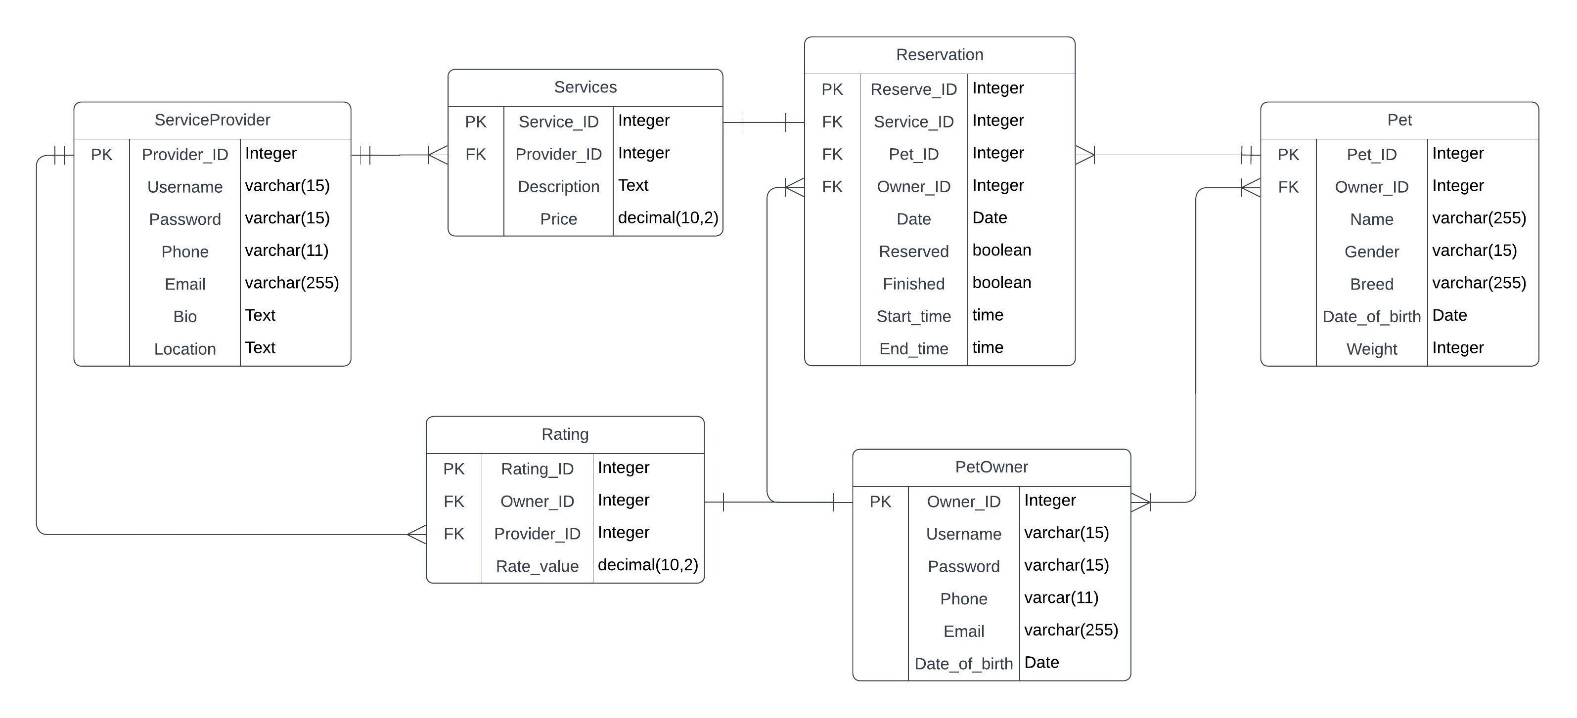 ServiceProvider
PK Provider_ID Integer
Username varchar(15)
Password varchar(15)
Phone varchar(11)
Email varchar(255)
Bio Text
Location Text
Services
PK Service_ID Integer
FK Provider_ID Integer
Description Text
Price decimal(10,2)
Reservation
PK Reserve_ID Integer
FK Service_ID Integer
FK Pet_ID Integer
FK Owner_ID Integer
Date Date
Reserved boolean
Finished boolean
Start_time time
End_time time
Pet
PK Pet_ID Integer
FK Owner_ID Integer
Name varchar(255)
Gender varchar(15)
Breed varchar(255)
Date_of_birth Date
Weight Integer
Rating
PK Rating_ID Integer
FK Owner_ID Integer
FK Provider_ID Integer
Rate_value decimal(10,2)
PetOwner
PK Owner_ID Integer
Username varchar(15)
Password varchar(15)
Phone varcar(11)
Email varchar(255)
Date_of_birth Date